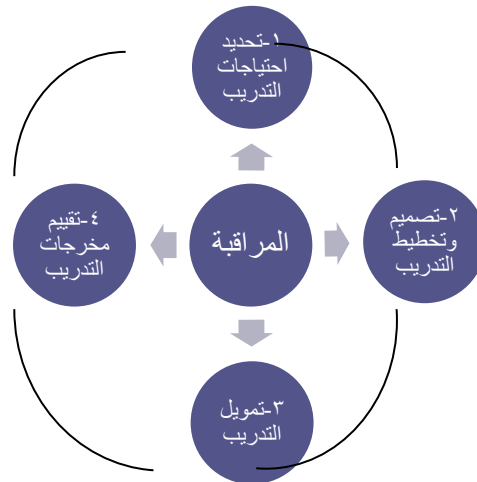 ١-تحديد
احتياجات
التدريب
٢-تصميم
وتخطيط
التدريب
المراقبة
٤-تقييم
مخرجات
التدريب
٣-تمويل
التدريب